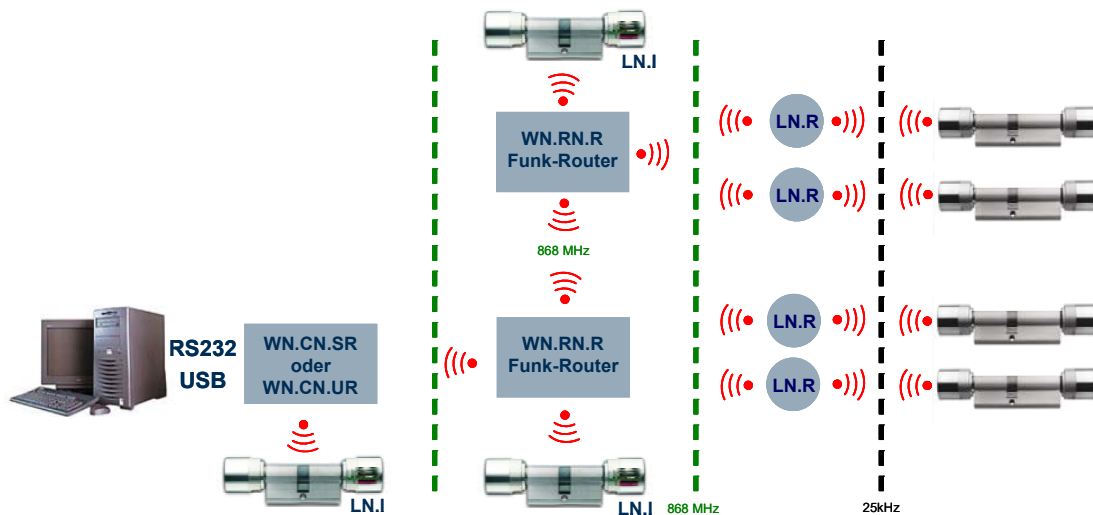 LN.I
WN.RN.R
Funk-Router
LN.R
LN.R
868 MHz
RS232
USB
WN.CN.SR
oder
WN.CN.UR
WN.RN.R
Funk-Router
LN.R
LN.R
LN.I
LN.I
868 MHz
25kHz